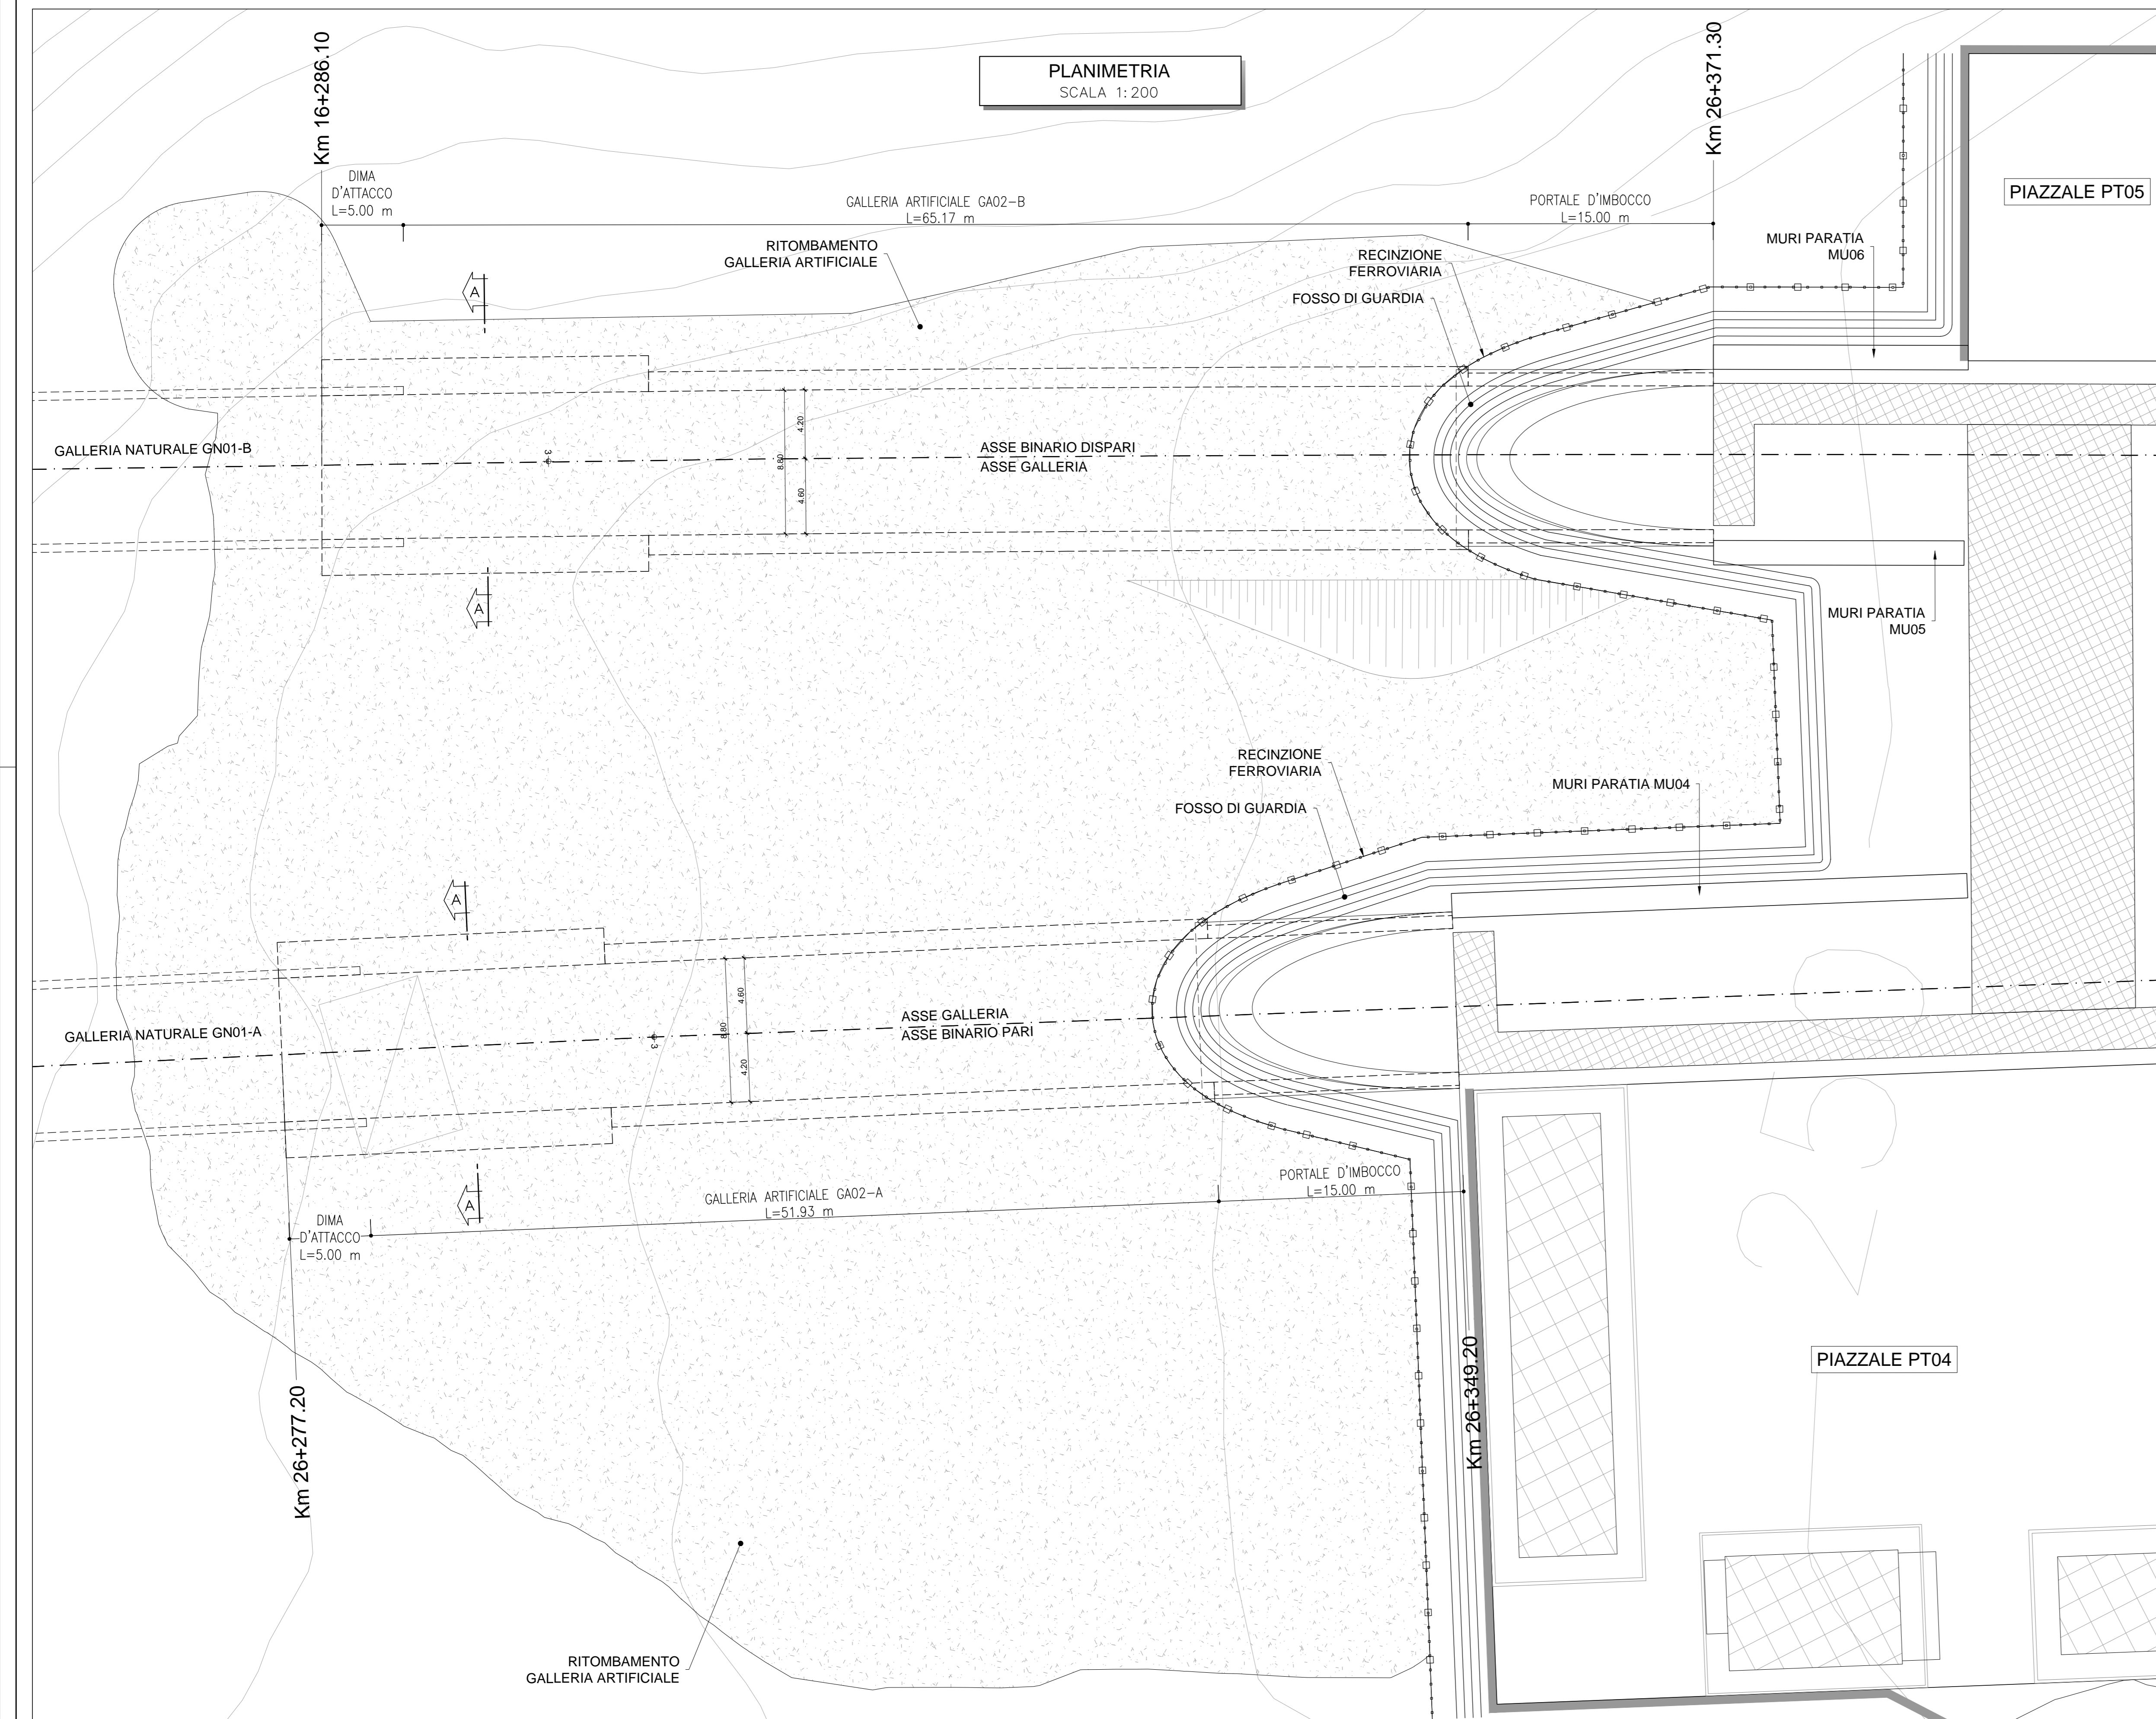 PLANIMETRIA
SCALA 1:200
Km 16+286.10
Km 26+371.30
DIMA
D'ATTACCO
L=5.00 m
GALLERIA ARTIFICIALE GA02-B
L=65.17 m
PORTALE D'IMBOCCO
L=15.00 m
PIAZZALE PT05
RITOMBAMENTO
GALLERIA ARTIFICIALE
RECINZIONE
FERROVIARIA
MURI PARATIA
MU06
FOSSO DI GUARDIA
A
GALLERIA NATURALE GN01-B
3
8.80
4.20
4.60
ASSE BINARIO DISPARI
ASSE GALLERIA
A
MURI PARATIA
MU05
RECINZIONE
FERROVIARIA
FOSSO DI GUARDIA
MURI PARATIA MU04
A
GALLERIA NATURALE GN01-A
3
8.80
4.60
4.20
ASSE GALLERIA
ASSE BINARIO PARI
A
DIMA
D'ATTACCO
L=5.00 m
GALLERIA ARTIFICIALE GA02-A
L=51.93 m
PORTALE D'IMBOCCO
L=15.00 m
Km 26+277.20
Km 26+349.20
PIAZZALE PT04
RITOMBAMENTO
GALLERIA ARTIFICIALE